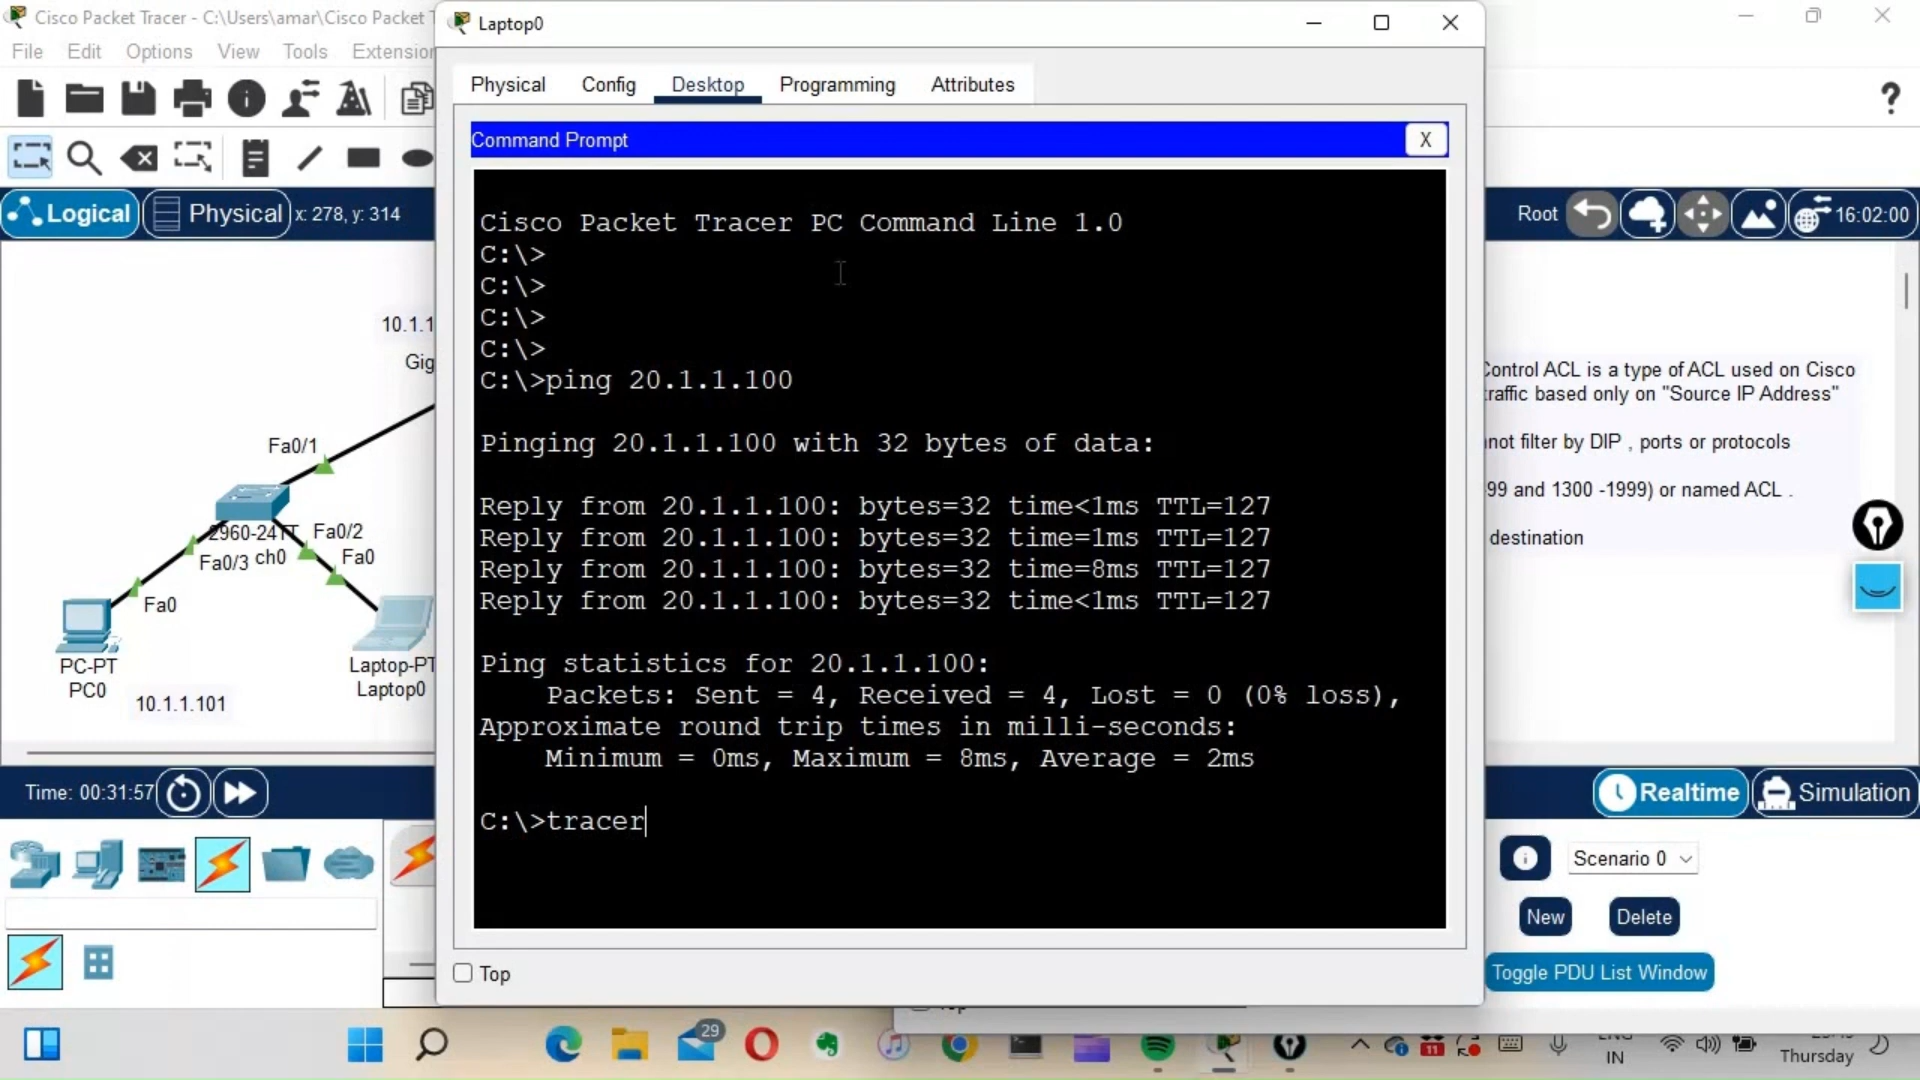 Cisco Packet Tracer - C:\Users\amar\Cisco Packet T
File Edit Options View Tools Extension
Logical Physical x: 278, y: 314
10.1.1
Gig
Fa0/1
2960-24TT
Fa0/2
Fa0/3 ch0
Fa0
Fa0
PC-PT
PC0
10.1.1.101
Laptop-PT
Laptop0
Time: 00:31:57
Laptop0
Physical Config Desktop Programming Attributes
Command Prompt
X
Cisco Packet Tracer PC Command Line 1.0
C:\>
C:\>
C:\>
C:\>
C:\>ping 20.1.1.100
Pinging 20.1.1.100 with 32 bytes of data:
Reply from 20.1.1.100: bytes=32 time<1ms TTL=127
Reply from 20.1.1.100: bytes=32 time=1ms TTL=127
Reply from 20.1.1.100: bytes=32 time=8ms TTL=127
Reply from 20.1.1.100: bytes=32 time<1ms TTL=127
Ping statistics for 20.1.1.100:
Packets: Sent = 4, Received = 4, Lost = 0 (0% loss),
Approximate round trip times in milli-seconds:
Minimum = 0ms, Maximum = 8ms, Average = 2ms
C:\>tracer
Top
?
Root 16:02:00
Control ACL is a type of ACL used on Cisco
traffic based only on "Source IP Address"
not filter by DIP , ports or protocols
99 and 1300 -1999) or named ACL .
destination
Realtime Simulation
Scenario 0
New Delete
Toggle PDU List Window
29
11
IN
Thursday